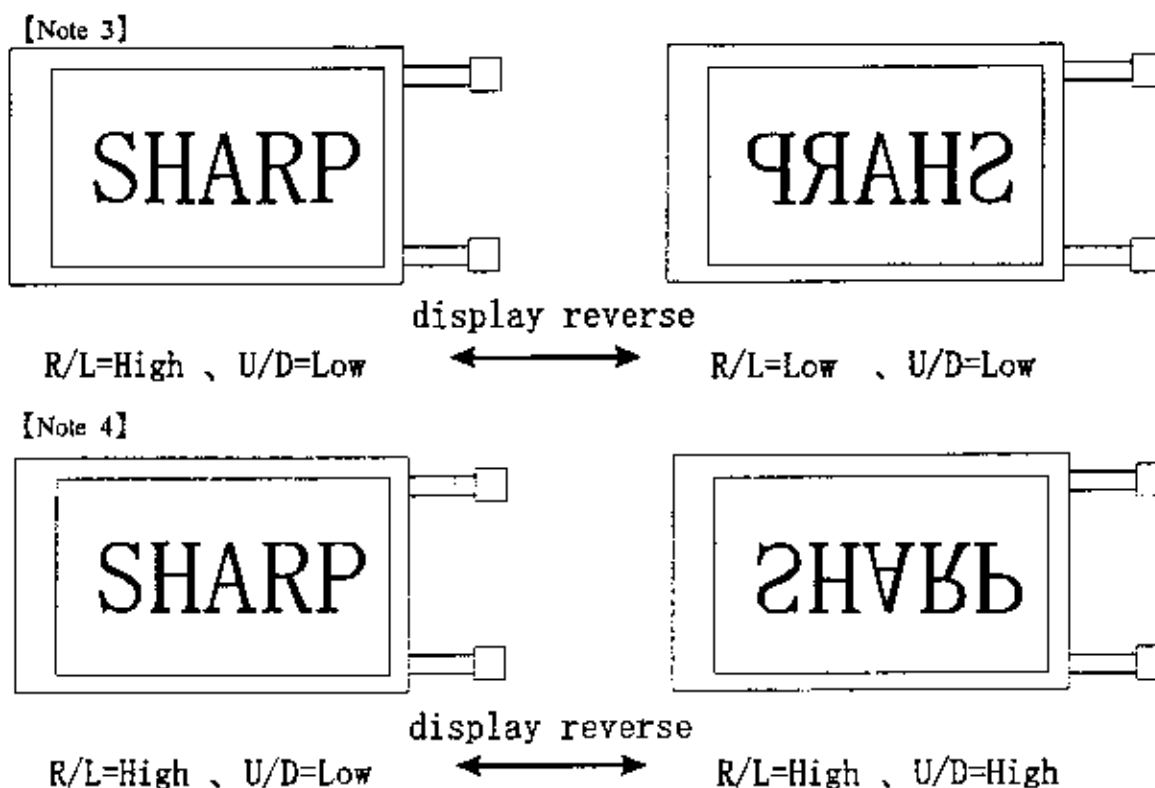 【Note 3】
SHARP
SHARP
display reverse
R/L=High 、 U/D=Low
R/L=Low 、 U/D=Low
【Note 4】
SHARP
SHARP
display reverse
R/L=High 、 U/D=Low
R/L=High 、 U/D=High